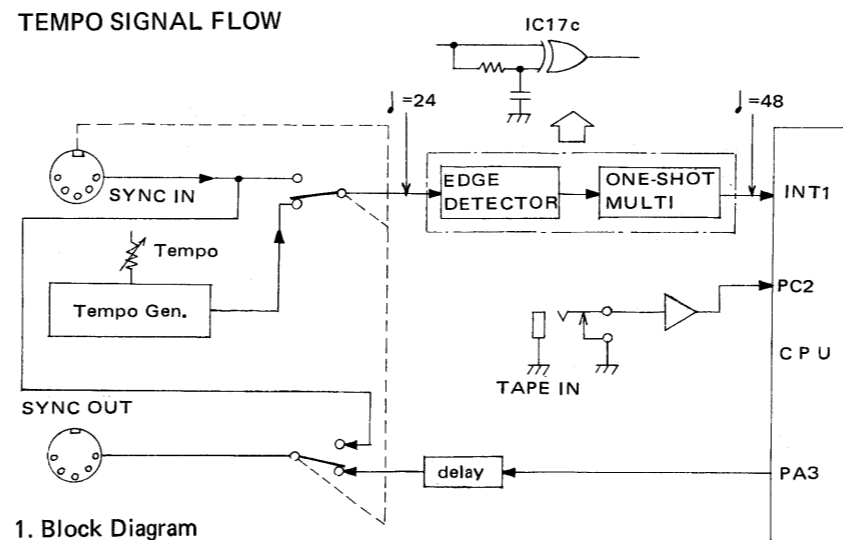 TEMPO SIGNAL FLOW
IC17c
♩=24
♩=48
SYNC IN
EDGE DETECTOR
ONE-SHOT MULTI
INT1
Tempo
Tempo Gen.
PC2
TAPE IN
CPU
SYNC OUT
delay
PA3
1. Block Diagram